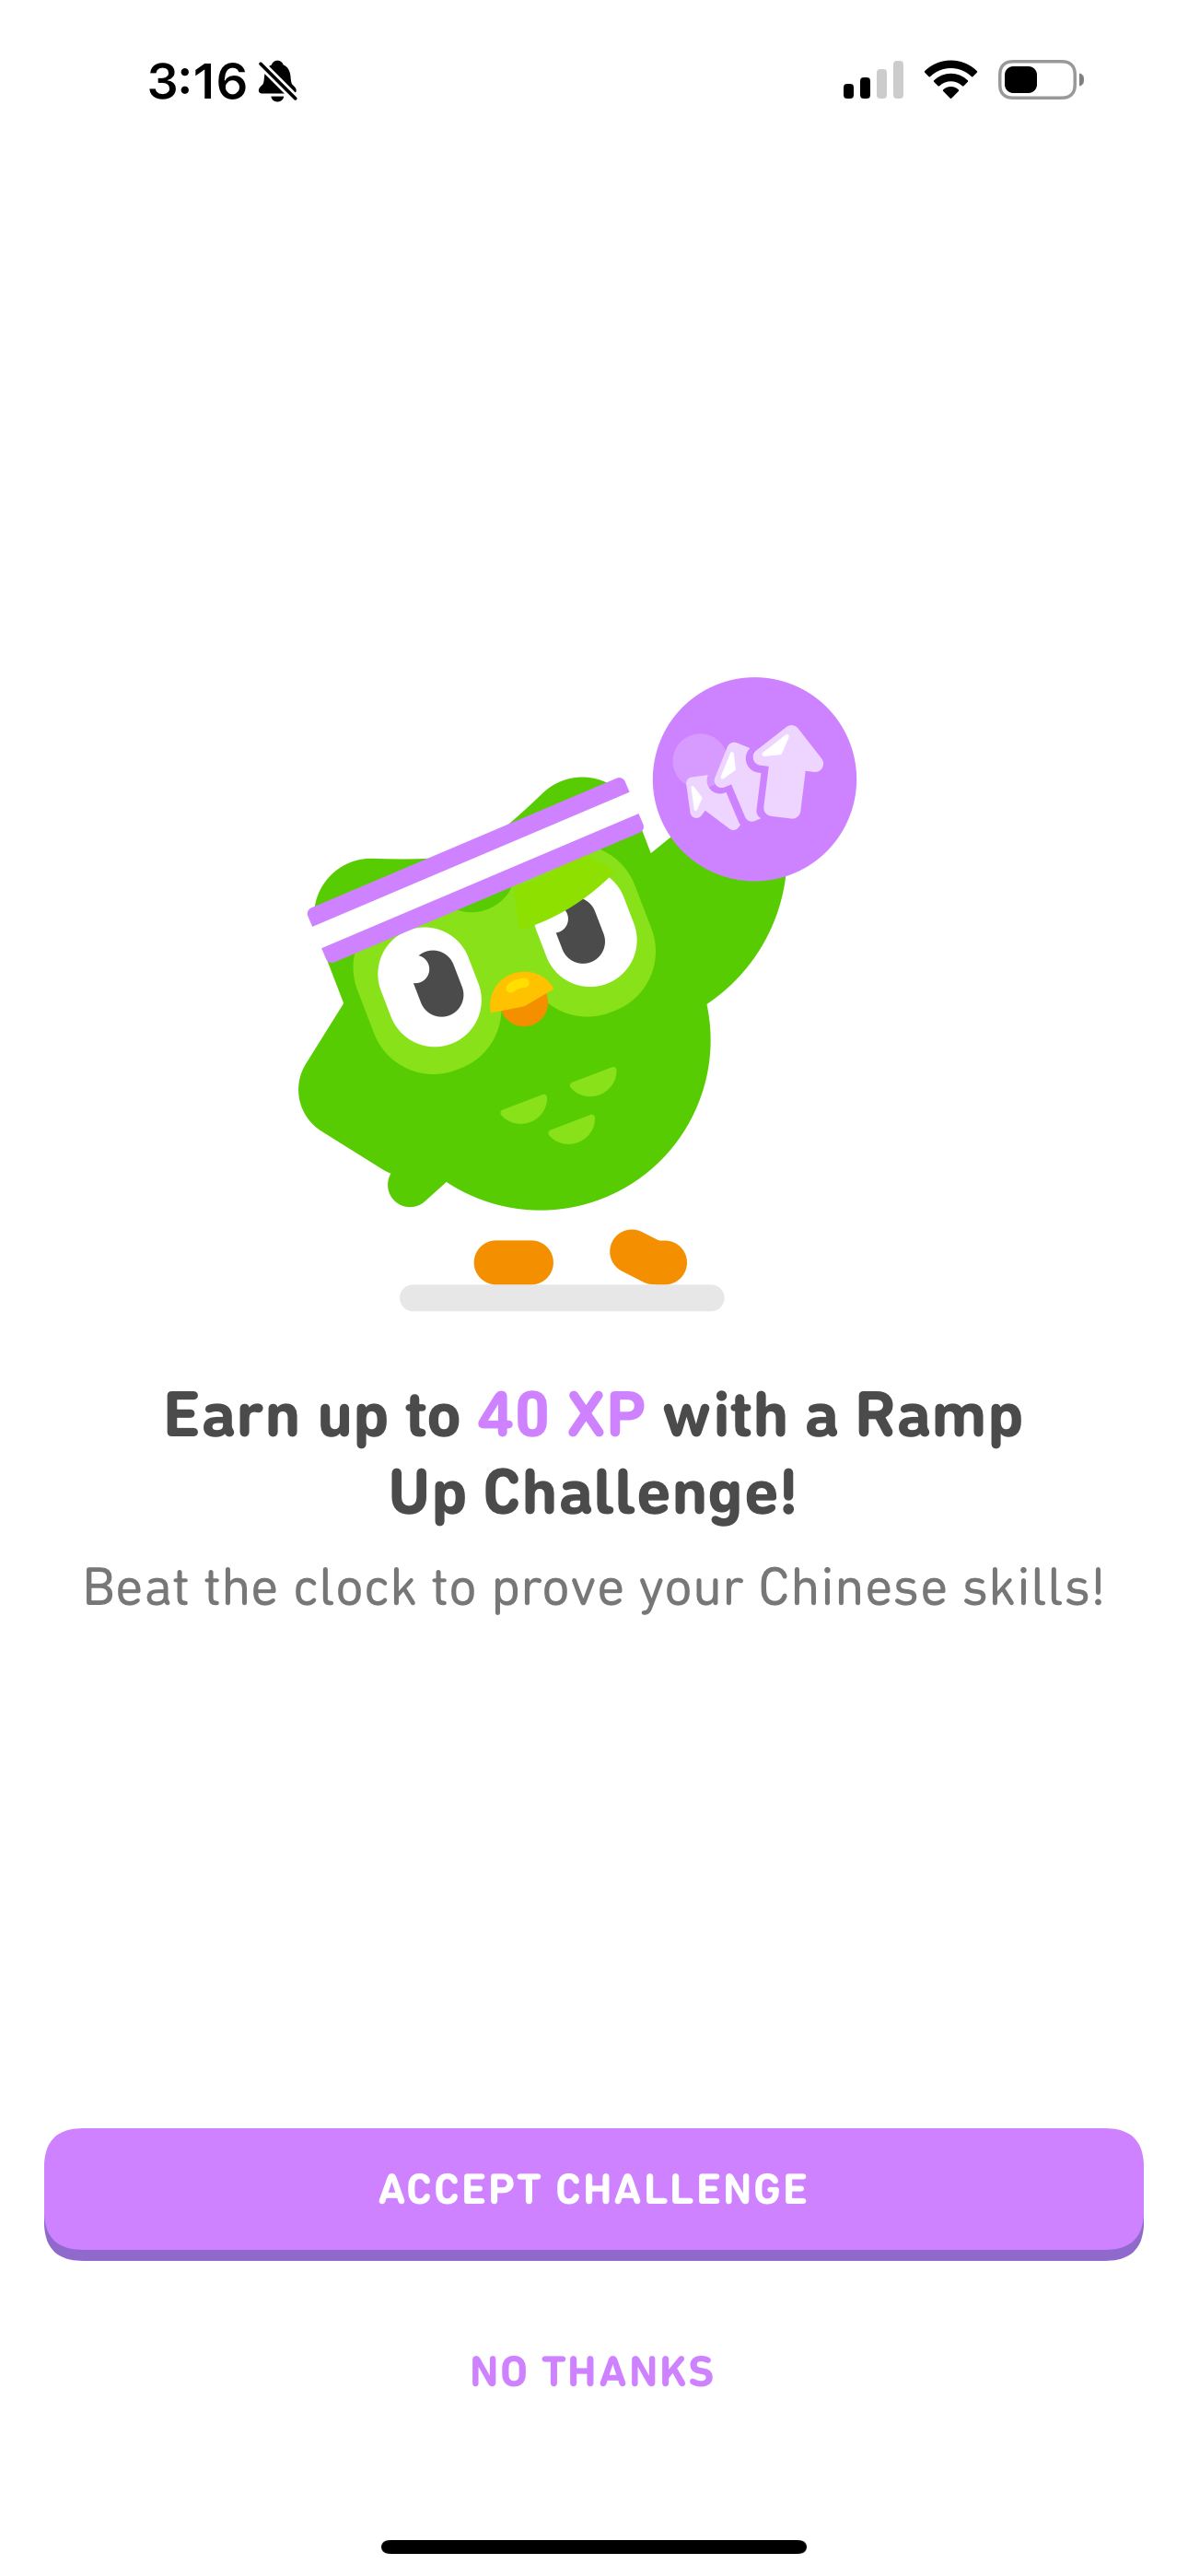 3:16
Earn up to 40 XP with a Ramp
Up Challenge!
Beat the clock to prove your Chinese skills!
ACCEPT CHALLENGE
NO THANKS